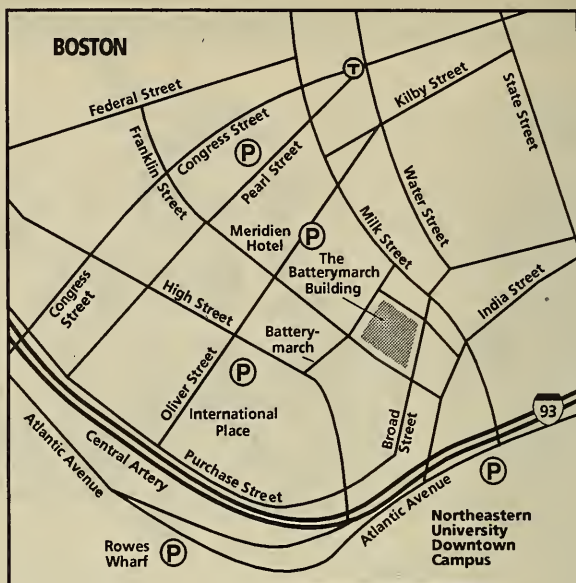 BOSTON
T
Federal Street
Kilby Street
State Street
Franklin Street
Congress Street
P
Pearl Street
Water Street
Meridien
Hotel
P
Milk Street
The
Batterymarch
Building
India Street
Congress
Street
High Street
Battery-
march
Oliver Street
P
International
Place
Broad
Street
93
Atlantic Avenue
Central Artery
Purchase Street
Atlantic Avenue
P
Northeastern
University
Downtown
Campus
Rowes
Wharf
P